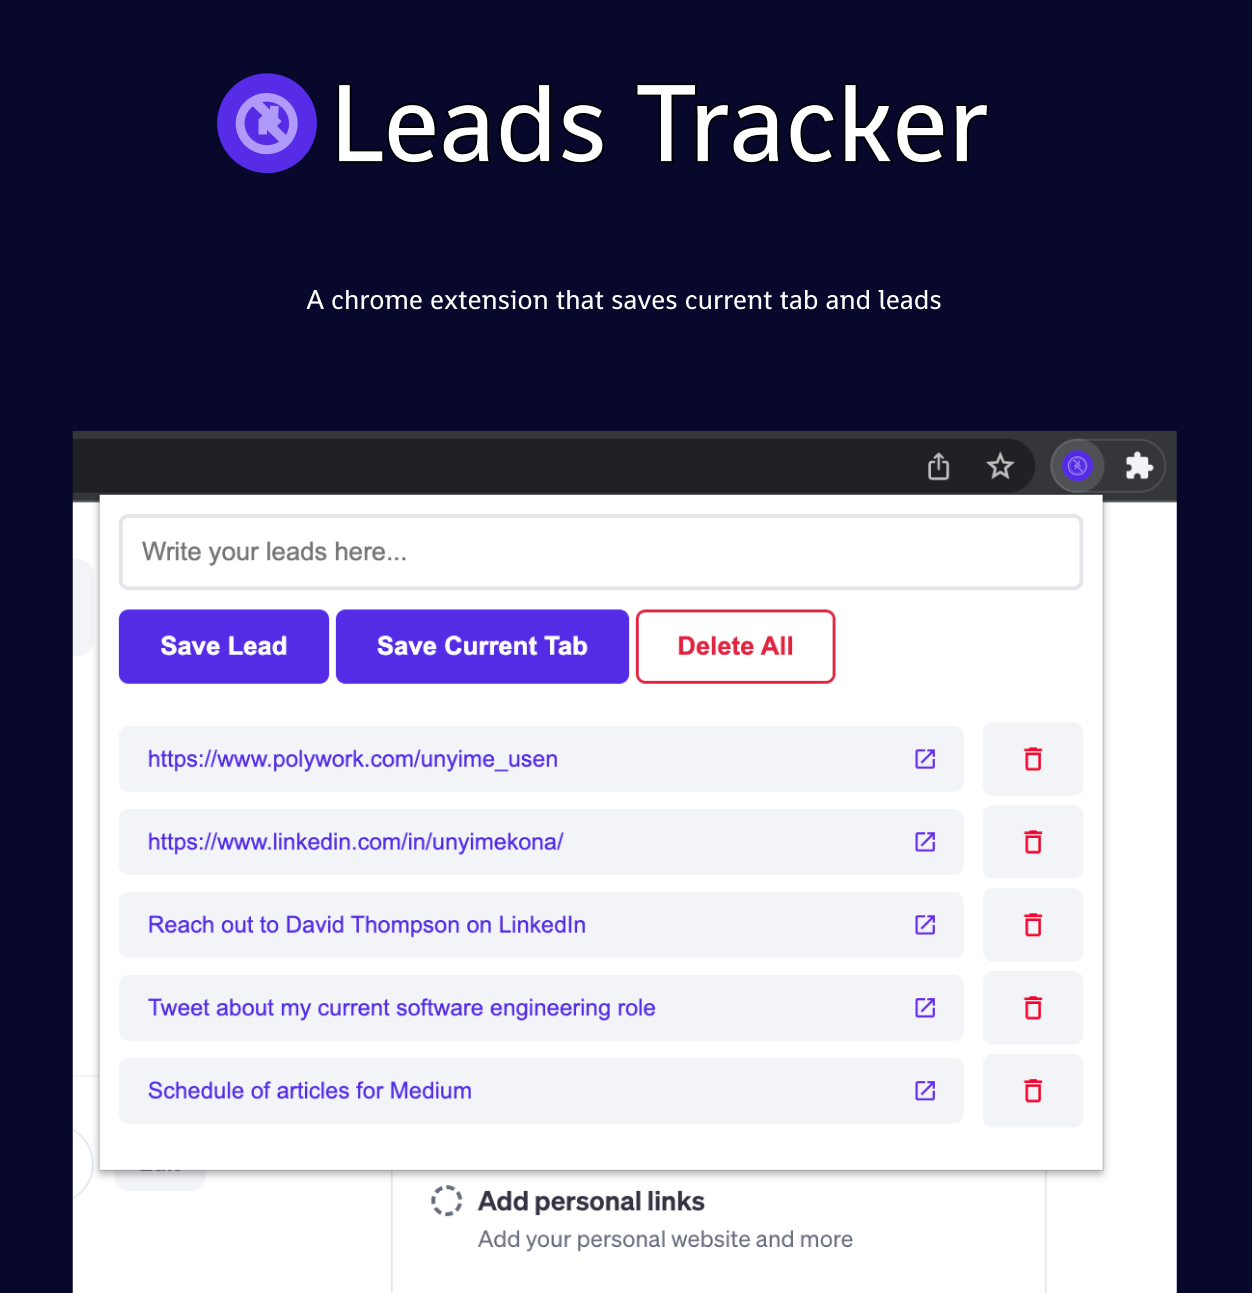 Leads Tracker
A chrome extension that saves current tab and leads
Write your leads here...
Save Lead Save Current Tab Delete All
https://www.polywork.com/unyime_usen
https://www.linkedin.com/in/unyimekona/
Reach out to David Thompson on LinkedIn
Tweet about my current software engineering role
Schedule of articles for Medium
Add personal links
Add your personal website and more